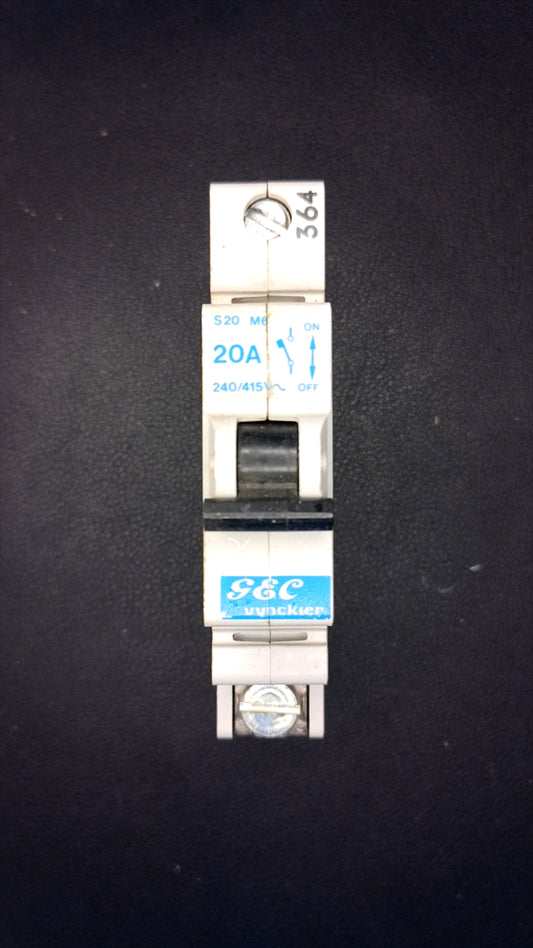 364
S20 M6
ON
20A
240/415V~
OFF
GEC
vynckier